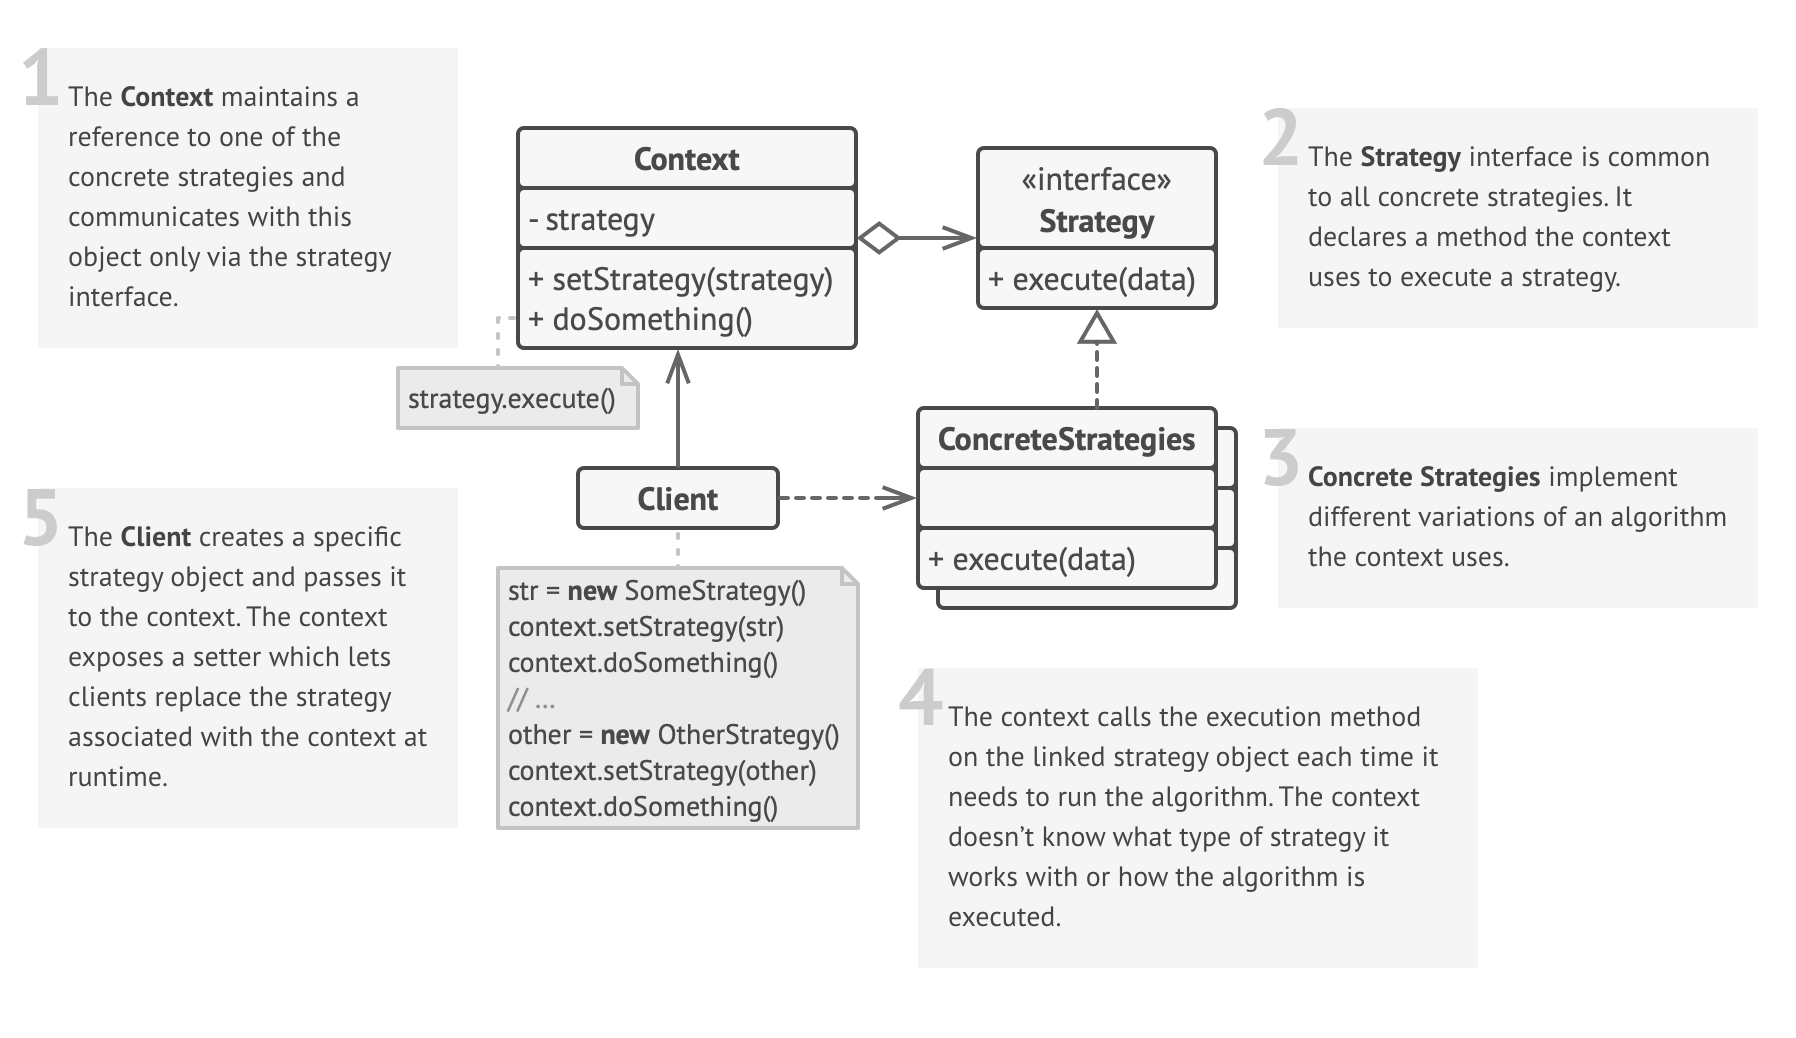 1
The Context maintains a
reference to one of the
concrete strategies and
communicates with this
object only via the strategy
interface.
Context
- strategy
+ setStrategy(strategy)
+ doSomething()
strategy.execute()
«interface»
Strategy
+ execute(data)
2
The Strategy interface is common
to all concrete strategies. It
declares a method the context
uses to execute a strategy.
ConcreteStrategies
+ execute(data)
3
Concrete Strategies implement
different variations of an algorithm
the context uses.
Client
str = new SomeStrategy()
context.setStrategy(str)
context.doSomething()
// ...
other = new OtherStrategy()
context.setStrategy(other)
context.doSomething()
4
The context calls the execution method
on the linked strategy object each time it
needs to run the algorithm. The context
doesn’t know what type of strategy it
works with or how the algorithm is
executed.
5
The Client creates a specific
strategy object and passes it
to the context. The context
exposes a setter which lets
clients replace the strategy
associated with the context at
runtime.